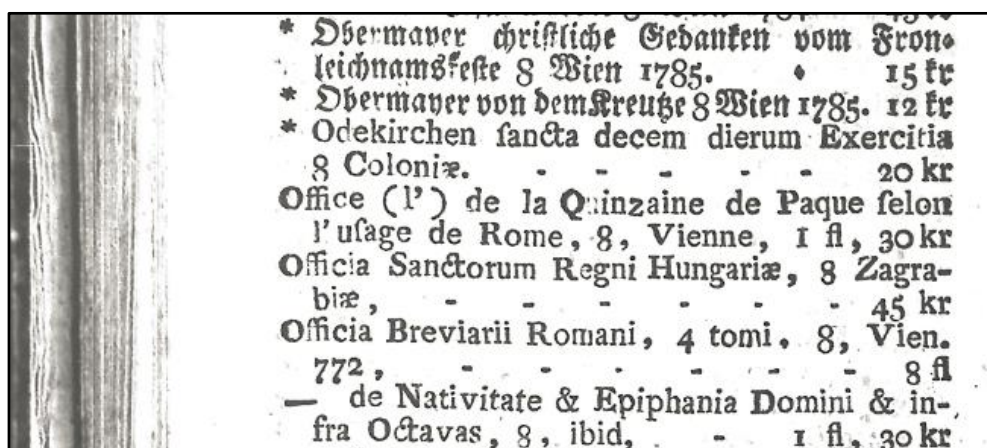 * Obermayer christliche Gedanken vom Fron-
leichnamsfeste 8 Wien 1785. - 15 kr
* Obermayer von dem Kreutze 8 Wien 1785. 12 kr
* Odekirchen ſancta decem dierum Exercitia
8 Coloniæ. - - - - - 20 kr
Office (l') de la Quinzaine de Paque ſelon
l'uſage de Rome, 8, Vienne, 1 fl, 30 kr
Officia Sanctorum Regni Hungariæ, 8 Zagra-
biæ, - - - - - - 45 kr
Officia Breviarii Romani, 4 tomi. 8, Vien.
772, - - - - - - 8 fl
— de Nativitate & Epiphania Domini & in-
fra Octavas, 8, ibid, - 1 fl, 30 kr